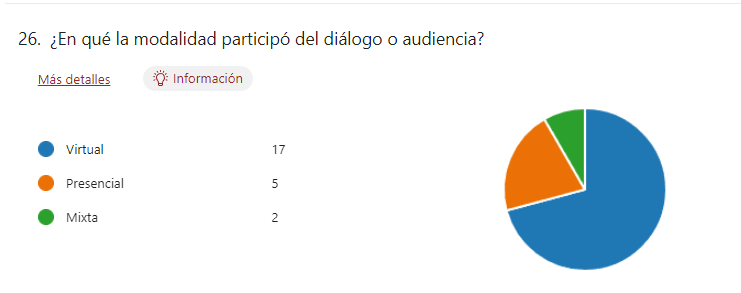 26. ¿En qué la modalidad participó del diálogo o audiencia?
Más detalles
Información
Virtual 17
Presencial 5
Mixta 2